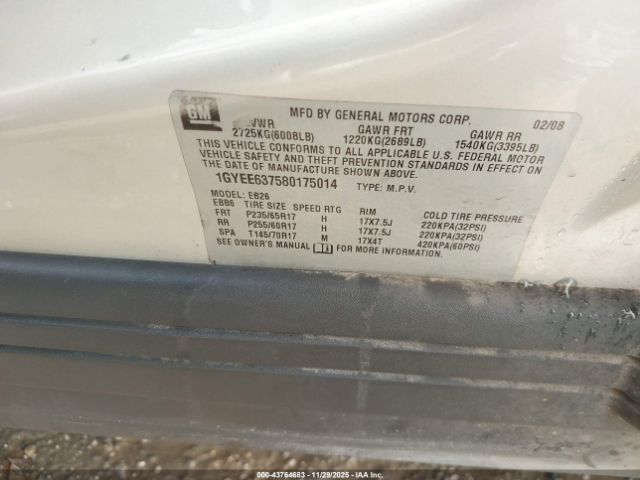 GM
MFD BY GENERAL MOTORS CORP. 02/08
GAWR FRT GAWR RR
2725KG(6008LB) 1220KG(2689LB) 1540KG(3395LB)
THIS VEHICLE CONFORMS TO ALL APPLICABLE U.S. FEDERAL MOTOR
VEHICLE SAFETY AND THEFT PREVENTION STANDARDS IN EFFECT ON
THE DATE OF MANUFACTURE SHOWN ABOVE.
1GYEE637580175014 TYPE: M.P.V.
MODEL: EB26
EBB6 TIRE SIZE SPEED RTG RIM COLD TIRE PRESSURE
FRT P235/65R17 H 17X7.5J 220KPA(32PSI)
RR P255/60R17 H 17X7.5J 220KPA(32PSI)
SPA T145/70R17 M 17X4T 420KPA(60PSI)
SEE OWNER'S MANUAL FOR MORE INFORMATION.
000-43764683 - 11/29/2025 - IAA Inc.